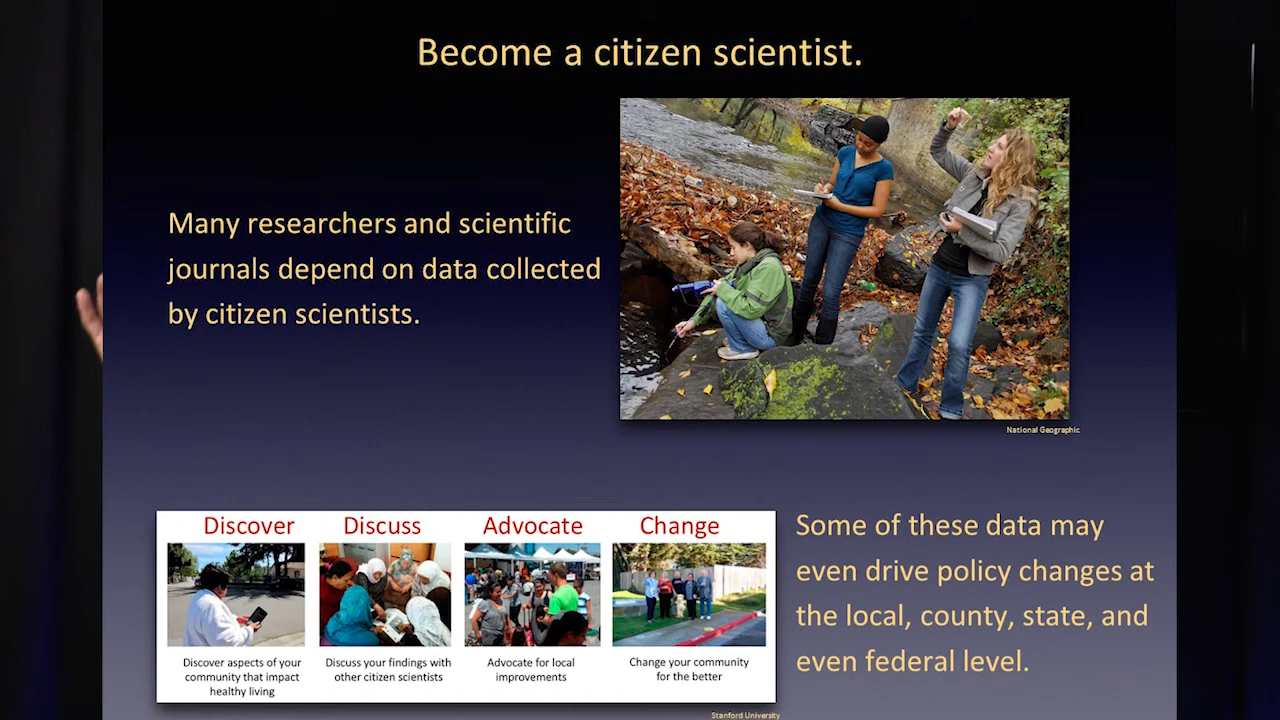 Become a citizen scientist.
Many researchers and scientific
journals depend on data collected
by citizen scientists.
National Geographic
Discover
Discuss
Advocate
Change
Discover aspects of your
community that impact
healthy living
Discuss your findings with
other citizen scientists
Advocate for local
improvements
Change your community
for the better
Stanford University
Some of these data may
even drive policy changes at
the local, county, state, and
even federal level.